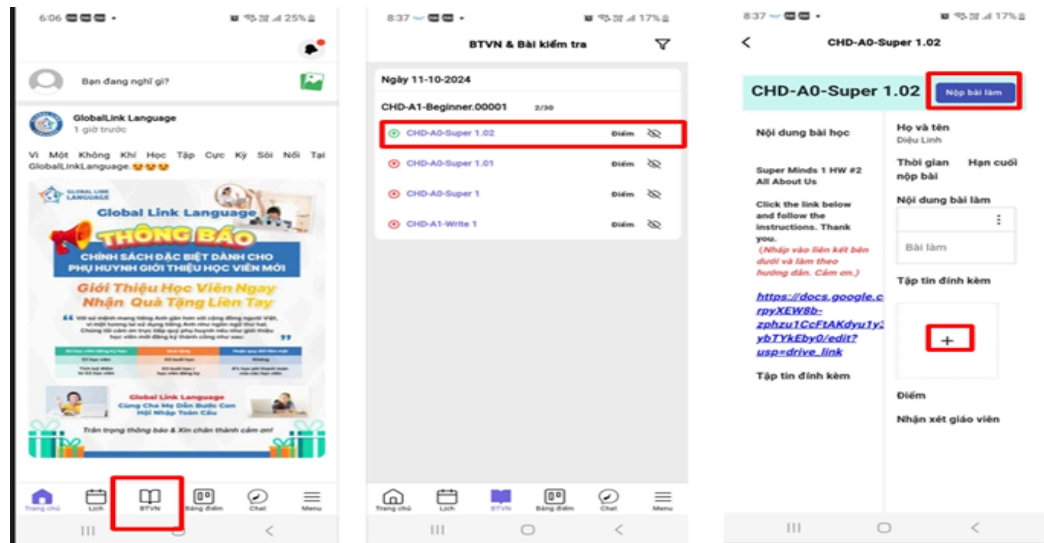 6:06
25%
Bạn đang nghĩ gì?
GlobalLink Language
1 giờ trước
Vì Một Không Khí Học Tập Cực Kỳ Sôi Nổi Tại
GlobalLinkLanguage.
GLOBAL LINK
LANGUAGE
Global Link Language
THÔNG BÁO
CHÍNH SÁCH ĐẶC BIỆT DÀNH CHO
PHỤ HUYNH GIỚI THIỆU HỌC VIÊN MỚI
Giới Thiệu Học Viên Ngay
Nhận Quà Tặng Liền Tay
Global Link Language
Cùng Cha Mẹ Dẫn Bước Con
Hội Nhập Toàn Cầu
Trân trọng thông báo & Xin chân thành cảm ơn!
Trang chủ
Lịch
BTVN
Bảng điểm
Chat
Menu
8:37
17%
BTVN & Bài kiểm tra
Ngày 11-10-2024
CHD-A1-Beginner.00001 2/30
CHD-A0-Super 1.02 Điểm
CHD-A0-Super 1.01 Điểm
CHD-A0-Super 1 Điểm
CHD-A1-Write 1 Điểm
Trang chủ
Lịch
BTVN
Bảng điểm
Chat
Menu
8:37
17%
CHD-A0-Super 1.02
CHD-A0-Super 1.02
Nộp bài làm
Nội dung bài học
Super Minds 1 HW #2
All About Us
Click the link below
and follow the
instructions. Thank
you.
(Nhấp vào liên kết bên
dưới và làm theo
hướng dẫn. Cảm ơn.)
https://docs.google.c
rpyXEW8b-
zphzu1CcFtAKdyu1y
ybTYkEby0/edit?
usp=drive_link
Tập tin đính kèm
Họ và tên
Diệu Linh
Thời gian Hạn cuối
nộp bài
Nội dung bài làm
Bài làm
Tập tin đính kèm
+
Điểm
Nhận xét giáo viên